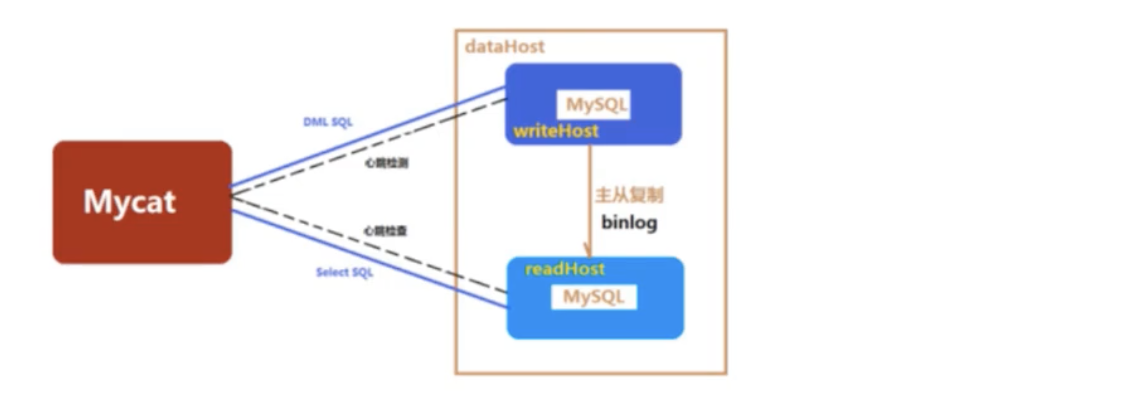 dataHost
MySQL
writeHost
DML SQL
心跳检测
Mycat
主从复制
binlog
心跳检查
Select SQL
readHost
MySQL